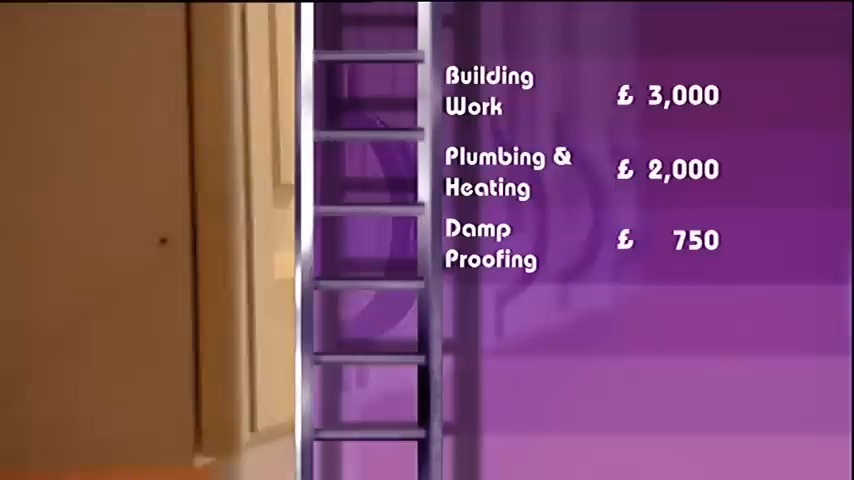 Building
Work £ 3,000
Plumbing &
Heating £ 2,000
Damp
Proofing £ 750